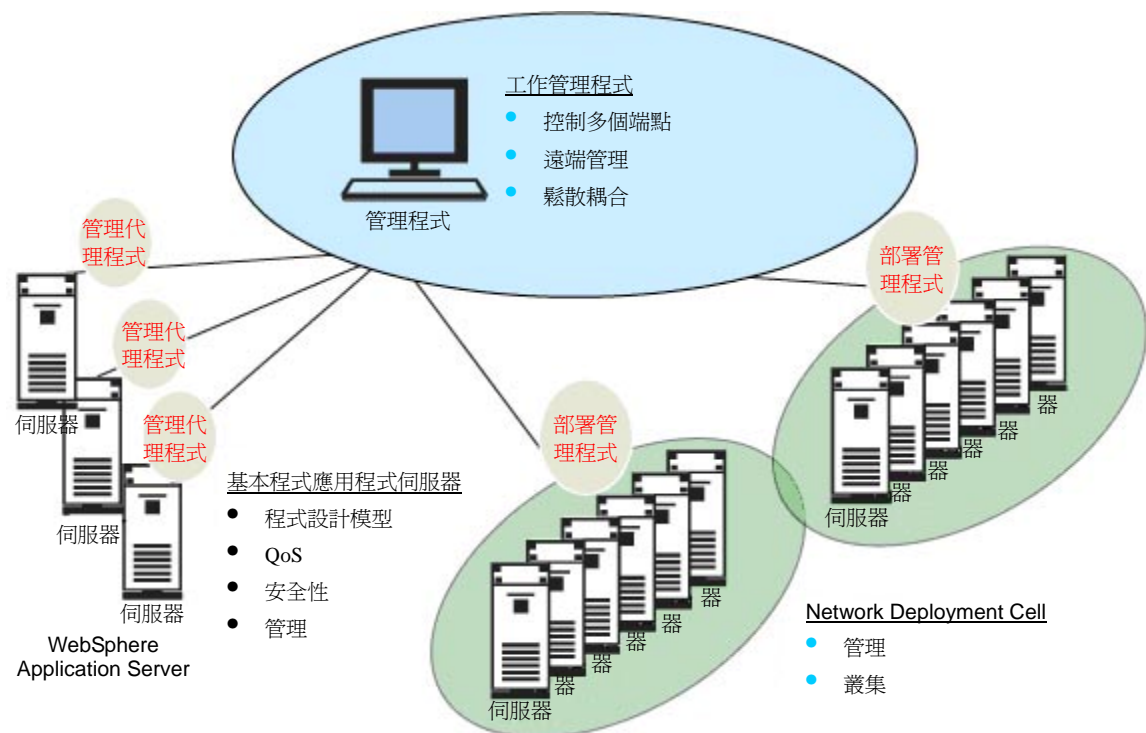 工作管理程式
控制多個端點
遠端管理
鬆散耦合
管理程式
管理代
理程式
管理代
理程式
管理代
理程式
部署管
理程式
部署管
理程式
伺服器
伺服器
伺服器
WebSphere
Application Server
基本程式應用程式伺服器
程式設計模型
QoS
安全性
管理
伺服器
器
器
器
器
器
伺服器
器
器
器
器
器
Network Deployment Cell
管理
叢集